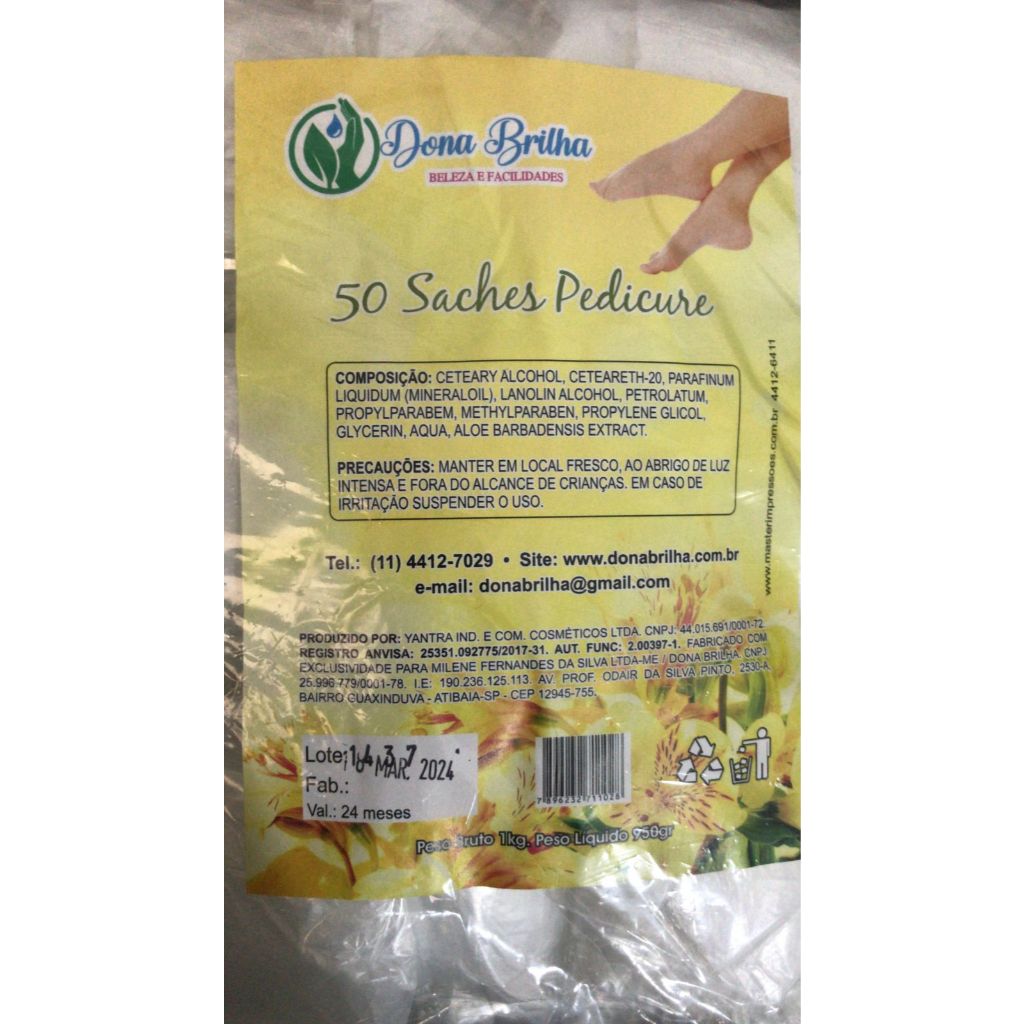 Dona Brilha
BELEZA E FACILIDADES
50 Saches Pedicure
COMPOSIÇÃO: CETEARY ALCOHOL, CETEARETH-20, PARAFINUM
LIQUIDUM (MINERALOIL), LANOLIN ALCOHOL, PETROLATUM,
PROPYLPARABEM, METHYLPARABEN, PROPYLENE GLICOL,
GLYCERIN, AQUA, ALOE BARBADENSIS EXTRACT.
PRECAUÇÕES: MANTER EM LOCAL FRESCO, AO ABRIGO DE LUZ
INTENSA E FORA DO ALCANCE DE CRIANÇAS. EM CASO DE
IRRITAÇÃO SUSPENDER O USO.
www.masterimpressoes.com.br 4412-6411
Tel.: (11) 4412-7029 • Site: www.donabrilha.com.br
e-mail: donabrilha@gmail.com
PRODUZIDO POR: YANTRA IND. E COM. COSMÉTICOS LTDA. CNPJ: 44.015.691/0001-72
REGISTRO ANVISA: 25351.092775/2017-31. AUT. FUNC: 2.00397-1. FABRICADO COM
EXCLUSIVIDADE PARA MILENE FERNANDES DA SILVA LTDA-ME / DONA BRILHA. CNPJ
25.996.779/0001-78. I.E: 190.236.125.113. AV. PROF. ODAIR DA SILVA PINTO, 2530-A
BAIRRO GUAXINDUVA - ATIBAIA-SP - CEP 12945-755.
Lote: 1437
MAR. 2024
Fab.:
Val.: 24 meses
7896232711028
Peso Bruto 1kg. Peso Líquido 950gr